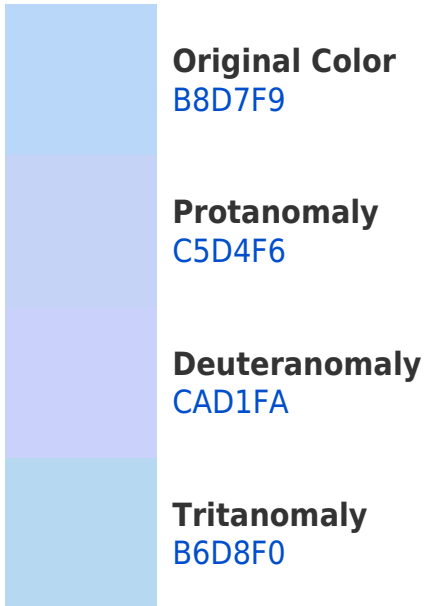 Original Color
B8D7F9
Protanomaly
C5D4F6
Deuteranomaly
CAD1FA
Tritanomaly
B6D8F0